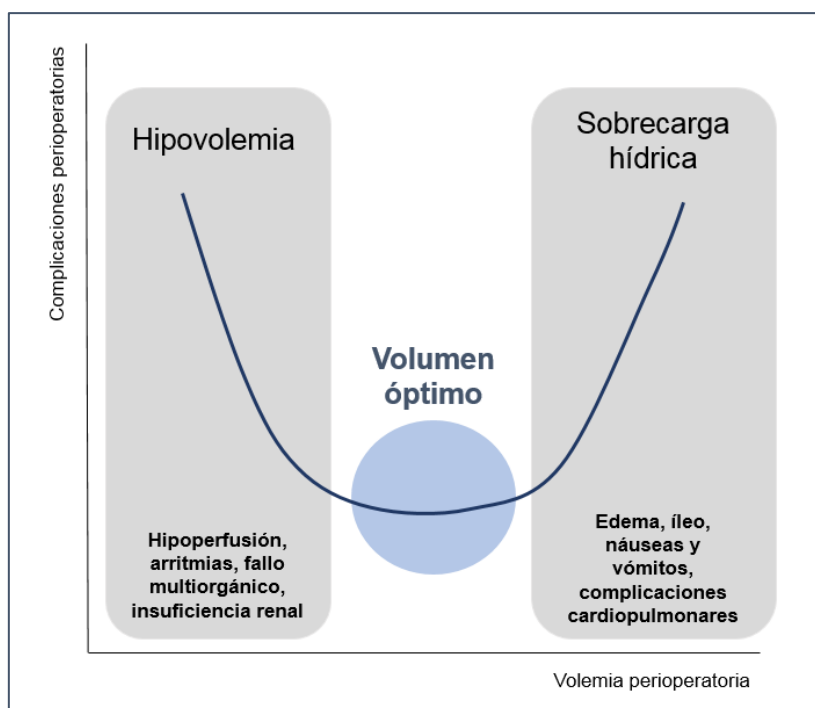 Complicaciones perioperatorias
Hipovolemia
Sobrecarga
hídrica
Volumen
óptimo
Hipoperfusión,
arritmias, fallo
multiorgánico,
insuficiencia renal
Edema, íleo,
náuseas y
vómitos,
complicaciones
cardiopulmonares
Volemia perioperatoria